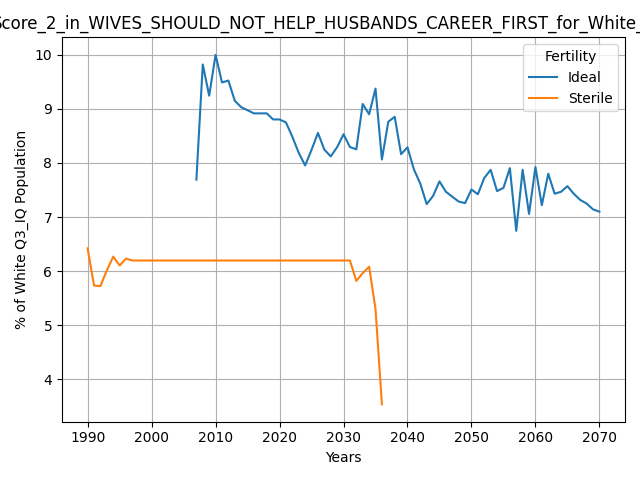 Score_2_in_WIVES_SHOULD_NOT_HELP_HUSBANDS_CAREER_FIRST_for_White_
Fertility
Ideal
Sterile
% of White Q3_IQ Population
10
9
8
7
6
5
4
1990 2000 2010 2020 2030 2040 2050 2060 2070
Years